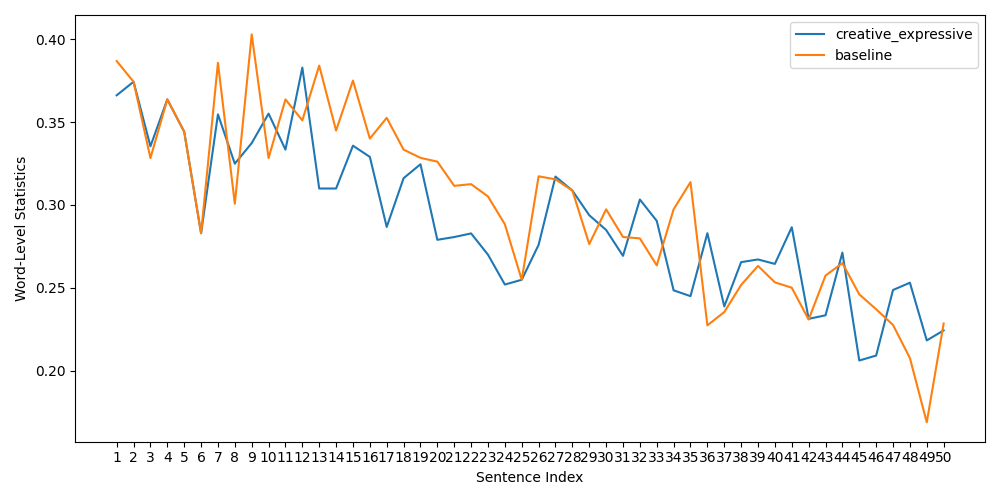 creative_expressive
baseline
0.40
0.35
0.30
0.25
0.20
Word-Level Statistics
1 2 3 4 5 6 7 8 9 10 11 12 13 14 15 16 17 18 19 20 21 22 23 24 25 26 27 28 29 30 31 32 33 34 35 36 37 38 39 40 41 42 43 44 45 46 47 48 49 50
Sentence Index